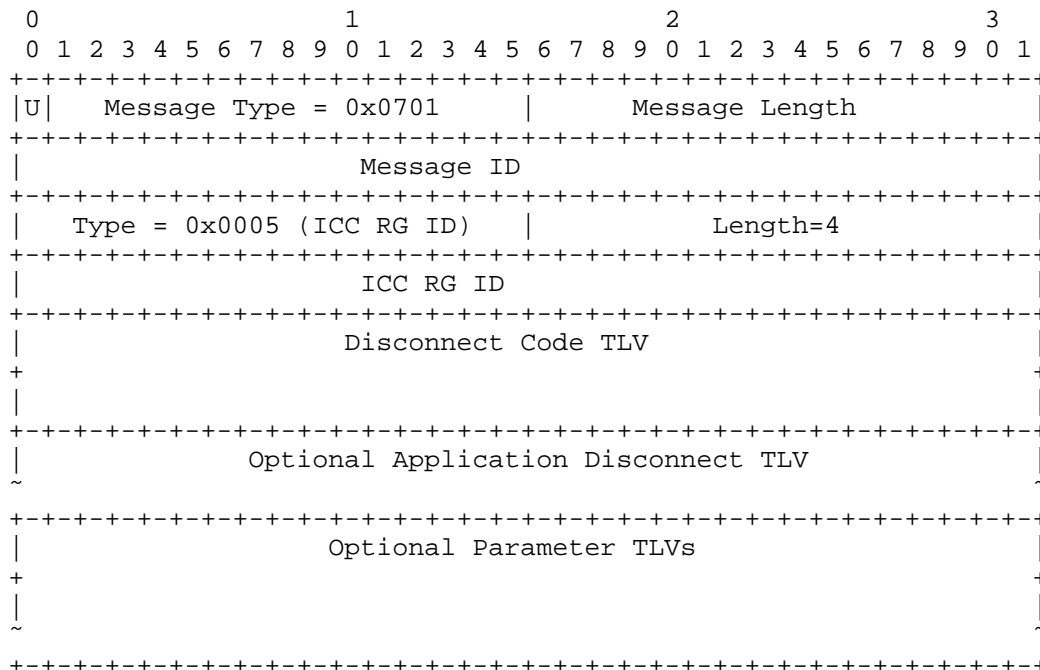 0                   1                   2                   3
 0 1 2 3 4 5 6 7 8 9 0 1 2 3 4 5 6 7 8 9 0 1 2 3 4 5 6 7 8 9 0 1
+-+-+-+-+-+-+-+-+-+-+-+-+-+-+-+-+-+-+-+-+-+-+-+-+-+-+-+-+-+-+-+-+
|U|   Message Type = 0x0701     |      Message Length           |
+-+-+-+-+-+-+-+-+-+-+-+-+-+-+-+-+-+-+-+-+-+-+-+-+-+-+-+-+-+-+-+-+
|                     Message ID                                |
+-+-+-+-+-+-+-+-+-+-+-+-+-+-+-+-+-+-+-+-+-+-+-+-+-+-+-+-+-+-+-+-+
|   Type = 0x0005 (ICC RG ID)   |           Length=4            |
+-+-+-+-+-+-+-+-+-+-+-+-+-+-+-+-+-+-+-+-+-+-+-+-+-+-+-+-+-+-+-+-+
|                     ICC RG ID                                 |
+-+-+-+-+-+-+-+-+-+-+-+-+-+-+-+-+-+-+-+-+-+-+-+-+-+-+-+-+-+-+-+-+
|                    Disconnect Code TLV                        |
+                                                               +
|                                                               |
+-+-+-+-+-+-+-+-+-+-+-+-+-+-+-+-+-+-+-+-+-+-+-+-+-+-+-+-+-+-+-+-+
|              Optional Application Disconnect TLV              |
~                                                               ~
+-+-+-+-+-+-+-+-+-+-+-+-+-+-+-+-+-+-+-+-+-+-+-+-+-+-+-+-+-+-+-+-+
|                   Optional Parameter TLVs                     |
+                                                               +
|                                                               |
~                                                               ~
+-+-+-+-+-+-+-+-+-+-+-+-+-+-+-+-+-+-+-+-+-+-+-+-+-+-+-+-+-+-+-+-+